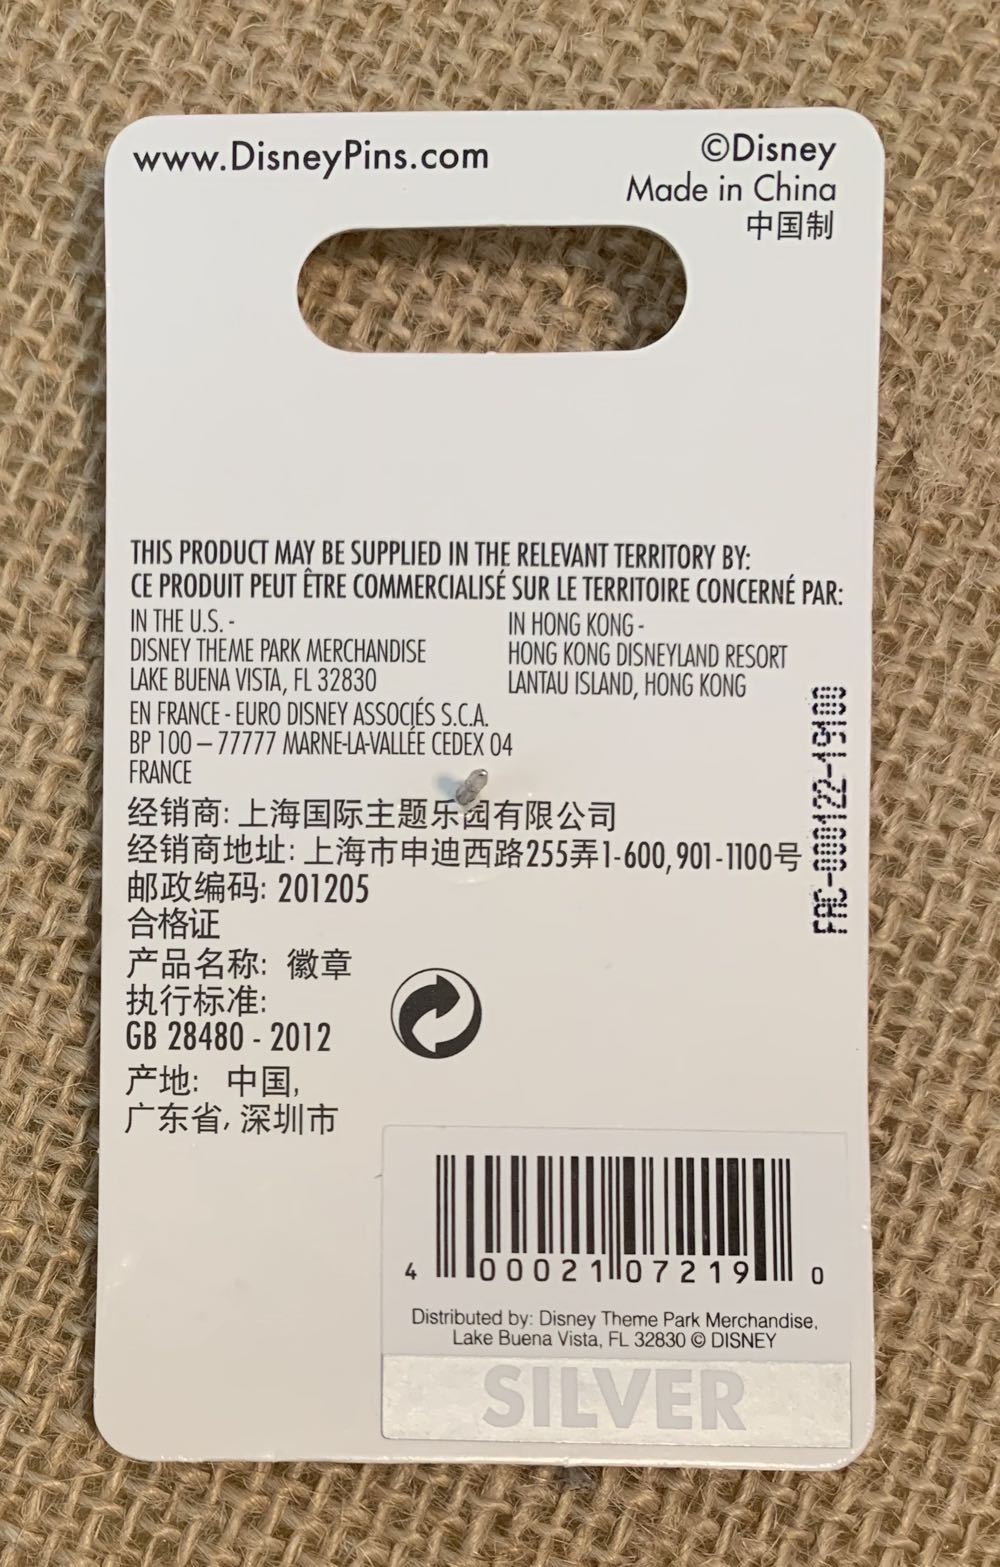 www.DisneyPins.com
©Disney
Made in China
中国制
THIS PRODUCT MAY BE SUPPLIED IN THE RELEVANT TERRITORY BY:
CE PRODUIT PEUT ÊTRE COMMERCIALISÉ SUR LE TERRITOIRE CONCERNÉ PAR:
IN THE U.S. -
DISNEY THEME PARK MERCHANDISE
LAKE BUENA VISTA, FL 32830
IN HONG KONG -
HONG KONG DISNEYLAND RESORT
LANTAU ISLAND, HONG KONG
EN FRANCE - EURO DISNEY ASSOCIÉS S.C.A.
BP 100 – 77777 MARNE-LA-VALLÉE CEDEX 04
FRANCE
经销商: 上海国际主题乐园有限公司
经销商地址: 上海市申迪西路255弄1-600, 901-1100号
邮政编码: 201205
合格证
产品名称: 徽章
执行标准:
GB 28480 - 2012
产地: 中国,
广东省, 深圳市
FAC-000122-19100
4 00021 07219 0
Distributed by: Disney Theme Park Merchandise,
Lake Buena Vista, FL 32830 © DISNEY
SILVER